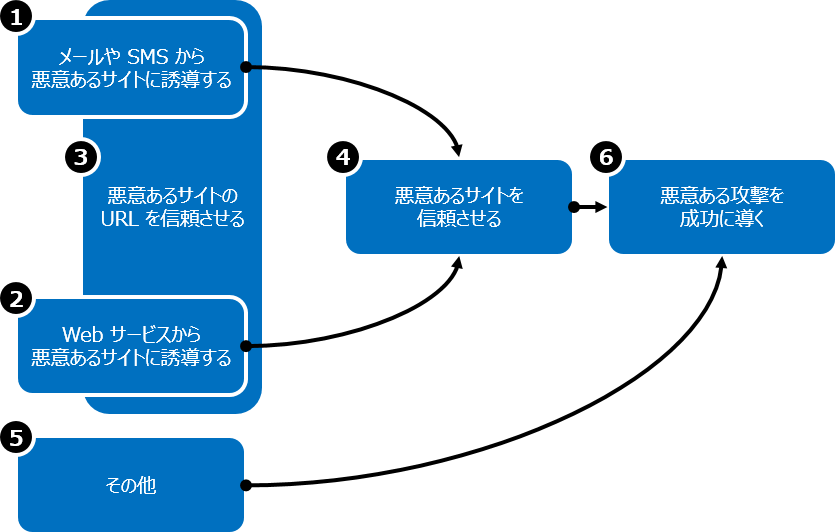 1
メールや SMS から
悪意あるサイトに誘導する
3
悪意あるサイトの
URL を信頼させる
2
Web サービスから
悪意あるサイトに誘導する
4
悪意あるサイトを
信頼させる
6
悪意ある攻撃を
成功に導く
5
その他